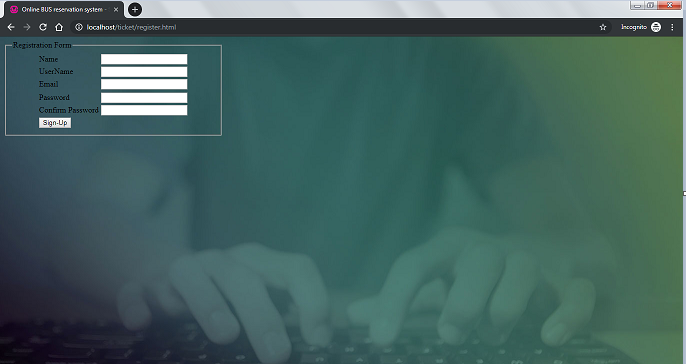 Online BUS reservation system -
localhost/ticket/register.html
Incognito
Registration Form
Name
UserName
Email
Password
Confirm Password
Sign-Up